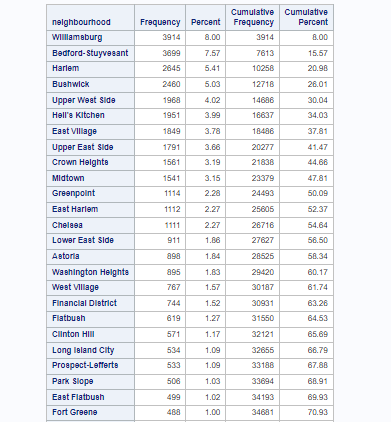 neighbourhood Frequency Percent Cumulative Frequency Cumulative Percent
Williamsburg 3914 8.00 3914 8.00
Bedford-Stuyvesant 3699 7.57 7613 15.57
Harlem 2645 5.41 10258 20.98
Bushwick 2460 5.03 12718 26.01
Upper West Side 1968 4.02 14686 30.04
Hell's Kitchen 1951 3.99 16637 34.03
East Village 1849 3.78 18486 37.81
Upper East Side 1791 3.66 20277 41.47
Crown Heights 1561 3.19 21838 44.66
Midtown 1541 3.15 23379 47.81
Greenpoint 1114 2.28 24493 50.09
East Harlem 1112 2.27 25605 52.37
Chelsea 1111 2.27 26716 54.64
Lower East Side 911 1.86 27627 56.50
Astoria 898 1.84 28525 58.34
Washington Heights 895 1.83 29420 60.17
West Village 767 1.57 30187 61.74
Financial District 744 1.52 30931 63.26
Flatbush 619 1.27 31550 64.53
Clinton Hill 571 1.17 32121 65.69
Long Island City 534 1.09 32655 66.79
Prospect-Lefferts 533 1.09 33188 67.88
Park Slope 506 1.03 33694 68.91
East Flatbush 499 1.02 34193 69.93
Fort Greene 488 1.00 34681 70.93